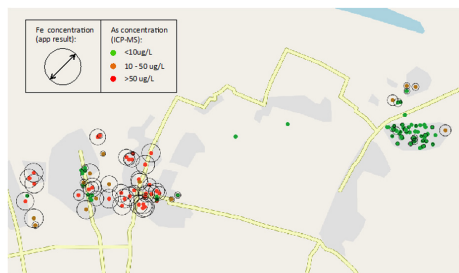 Fe concentration
(app result):
As concentration
(ICP-MS):
<10ug/L
10 - 50 ug/L
>50 ug/L